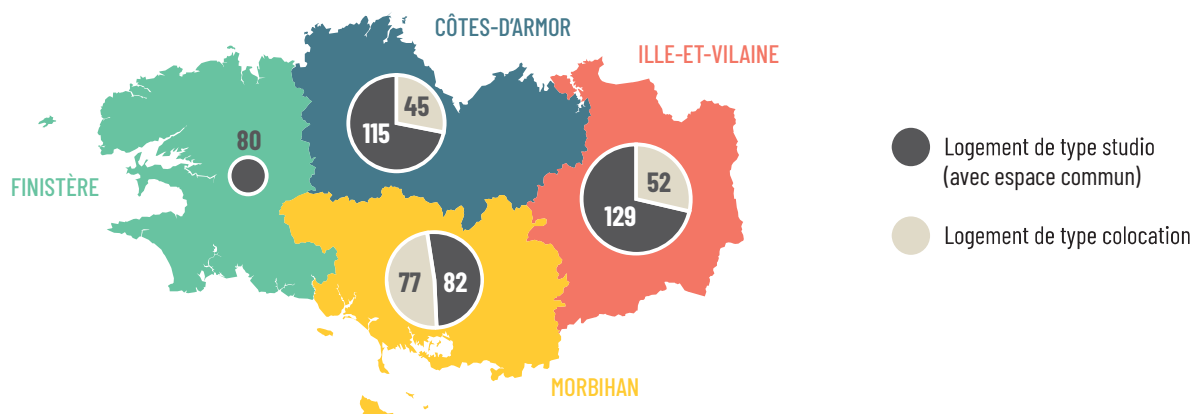 CÔTES-D'ARMOR
ILLE-ET-VILAINE
45
115
80
Logement de type studio
(avec espace commun)
FINISTÈRE
52
129
Logement de type colocation
77
82
MORBIHAN